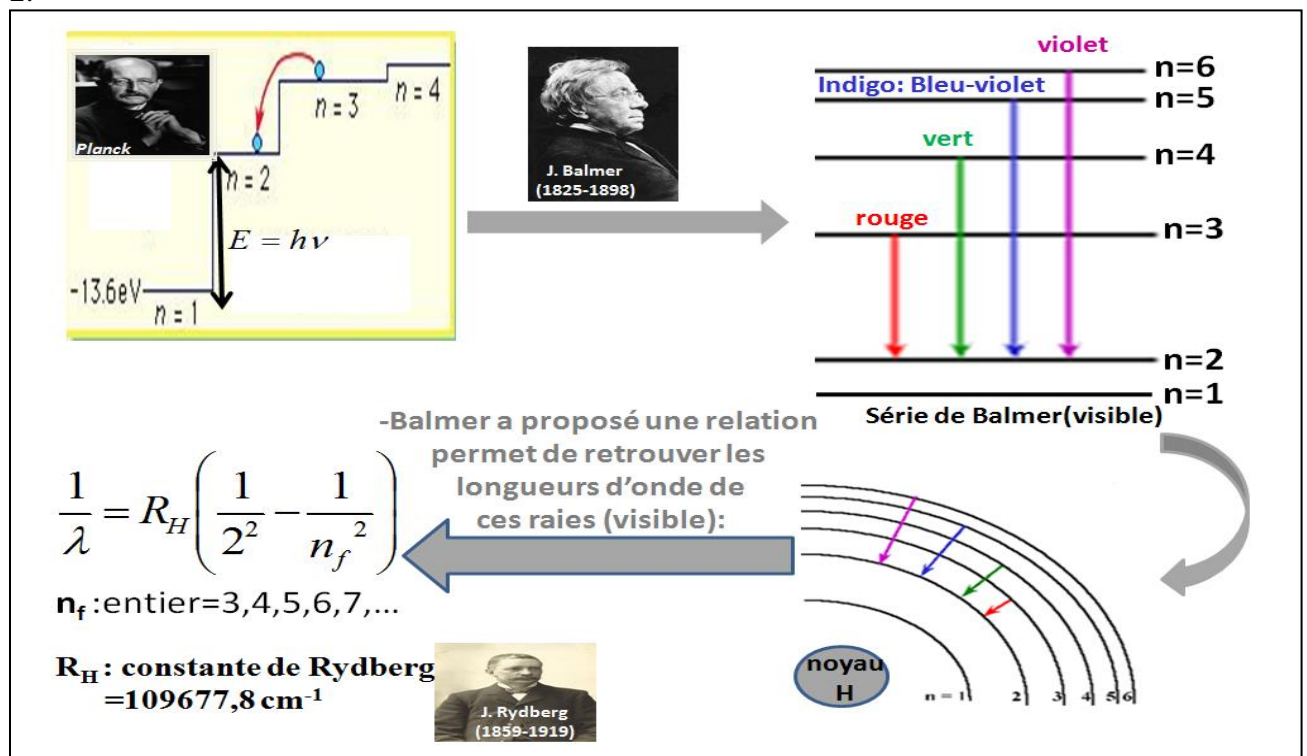 2.
Planck
n = 1
n = 2
n = 3
n = 4
-13.6eV
E = hν
J. Balmer
(1825-1898)
violet
n=6
Indigo: Bleu-violet
n=5
vert
n=4
rouge
n=3
n=2
n=1
Série de Balmer(visible)
-Balmer a proposé une relation
permet de retrouver les
longueurs d’onde de
ces raies (visible):
1/λ = R_H (1/2² − 1/n_f²)
n_f :entier=3,4,5,6,7,...
R_H : constante de Rydberg
=109677,8 cm⁻¹
J. Rydberg
(1859-1919)
noyau
H
n = 1 2 3 4 5 6